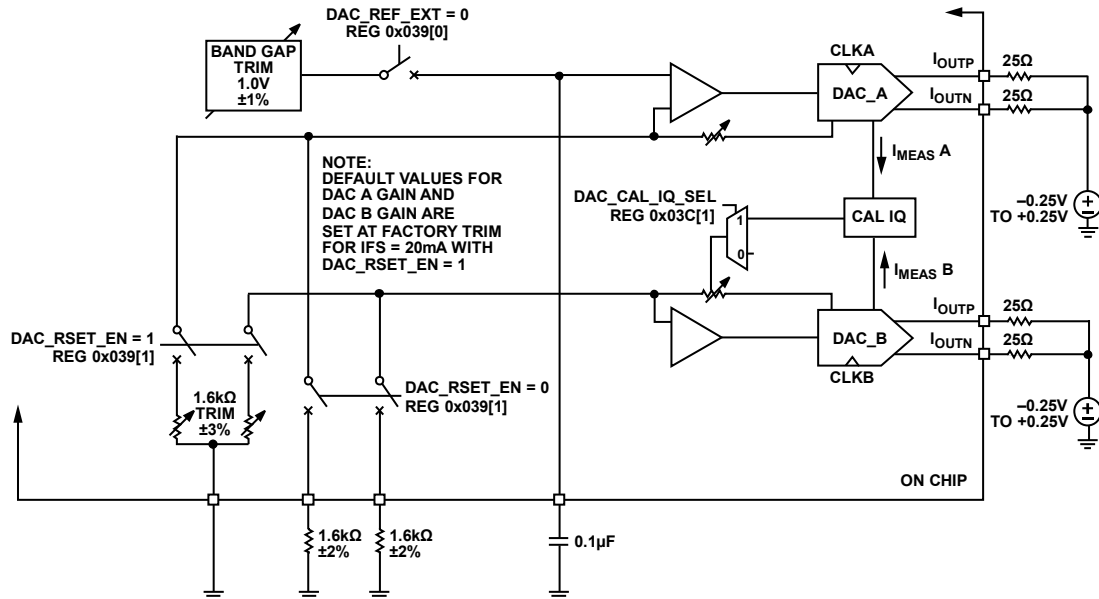 DAC_REF_EXT = 0
REG 0x039[0]
BAND GAP
TRIM
1.0V
±1%
CLKA
DAC_A
IOUTP
25Ω
IOUTN
25Ω
IMEAS A
NOTE:
DEFAULT VALUES FOR
DAC A GAIN AND
DAC B GAIN ARE
SET AT FACTORY TRIM
FOR IFS = 20mA WITH
DAC_RSET_EN = 1
DAC_CAL_IQ_SEL
REG 0x03C[1]
1
0
CAL IQ
–0.25V
TO +0.25V
IMEAS B
IOUTP
25Ω
IOUTN
25Ω
DAC_B
CLKB
DAC_RSET_EN = 1
REG 0x039[1]
DAC_RSET_EN = 0
REG 0x039[1]
1.6kΩ
TRIM
±3%
–0.25V
TO +0.25V
ON CHIP
1.6kΩ
±2%
1.6kΩ
±2%
0.1µF